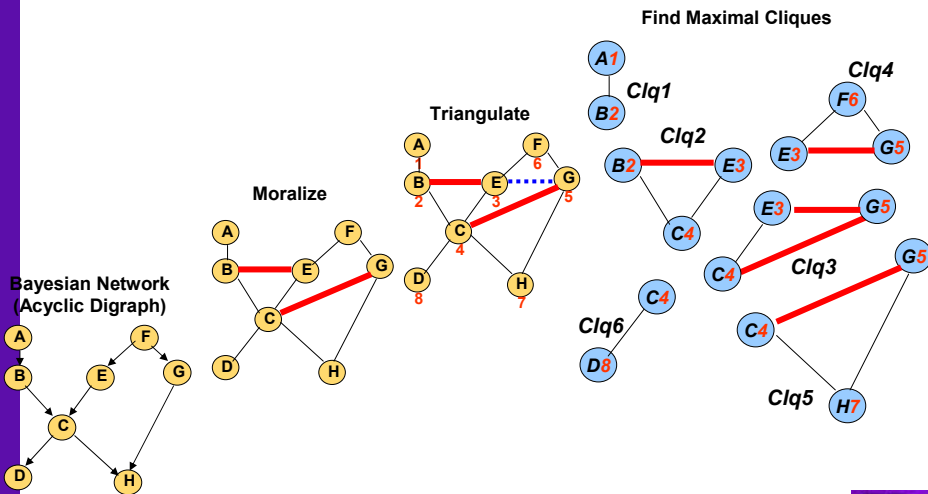 Find Maximal Cliques
A1
Clq1
B2
Clq4
F6
E3
G5
Clq2
B2
E3
C4
Triangulate
A
1
F
6
B
2
E
3
G
5
C
4
D
8
H
7
E3
G5
C4
Clq3
Moralize
A
F
B
E
G
C
D
H
G5
C4
Clq5
H7
C4
Clq6
D8
Bayesian Network
(Acyclic Digraph)
A
F
B
E
G
C
D
H